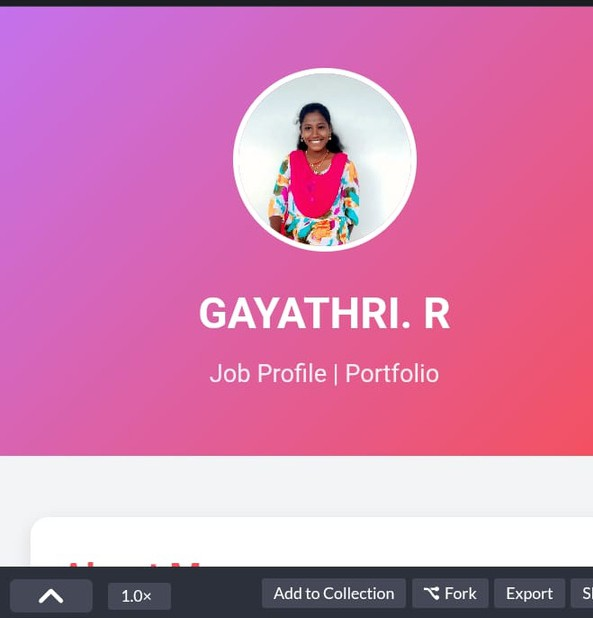 GAYATHRI. R
Job Profile | Portfolio
1.0×
Add to Collection
Fork
Export